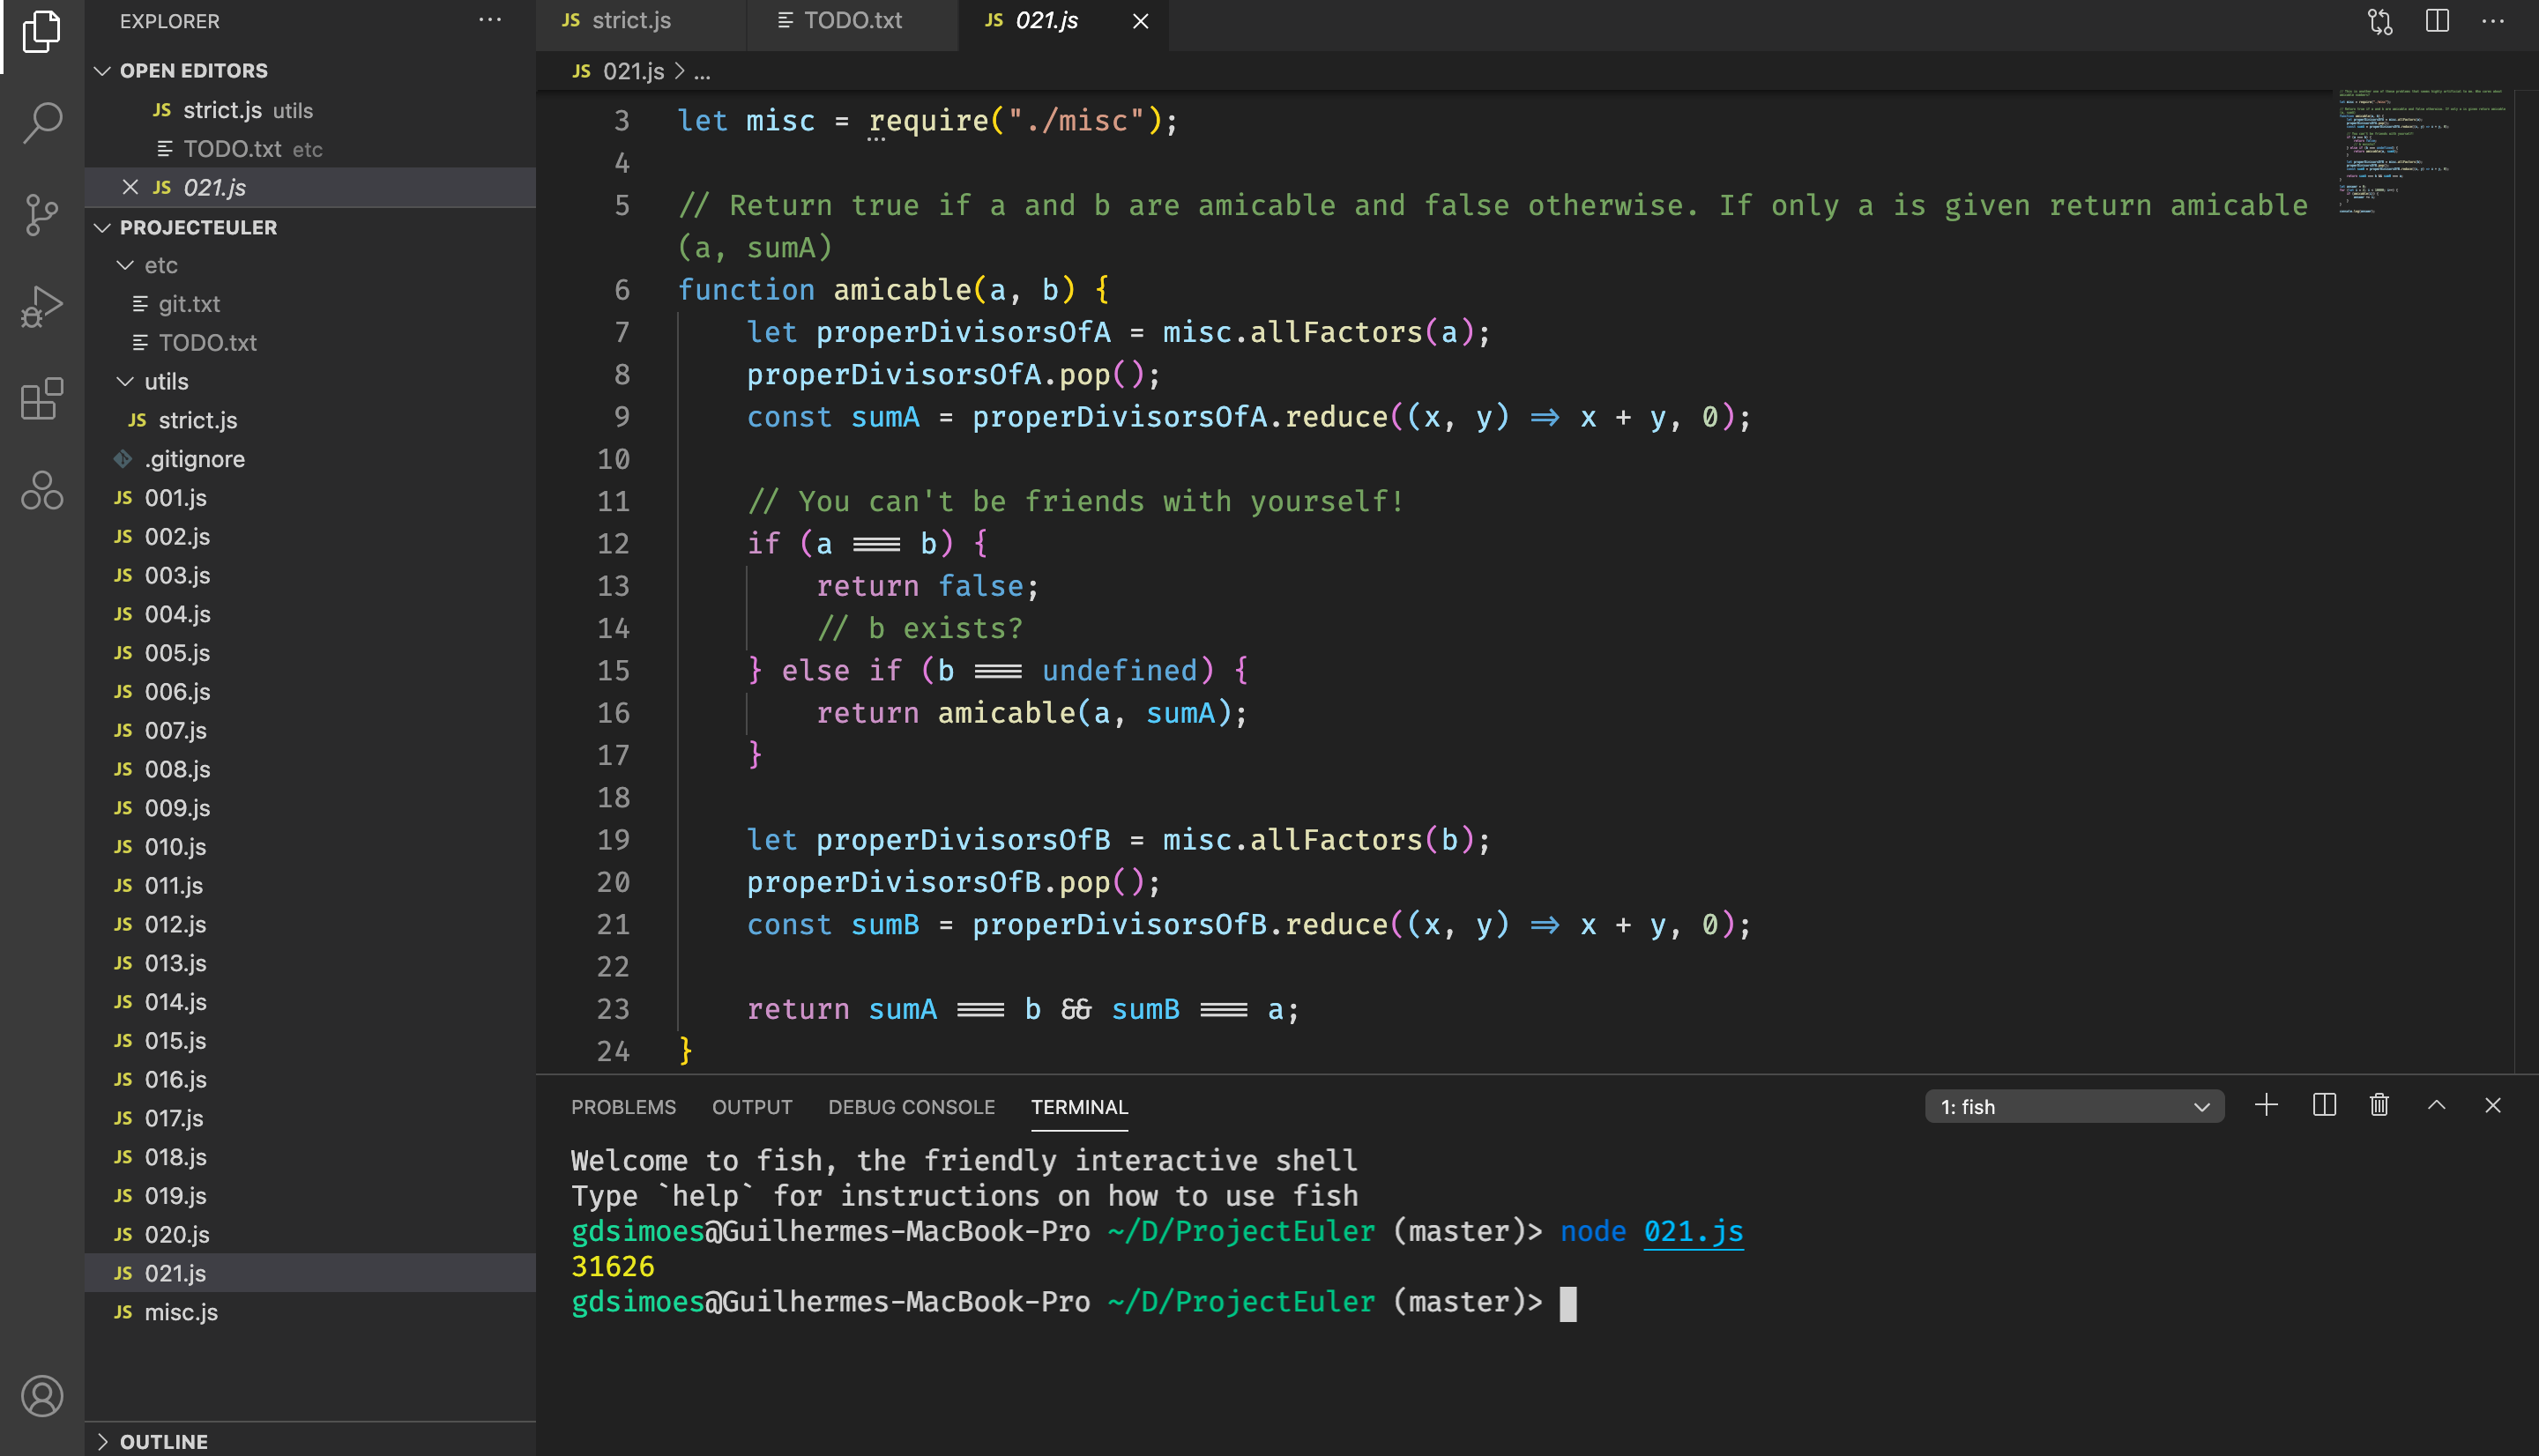 EXPLORER
OPEN EDITORS
JS strict.js utils
TODO.txt etc
JS 021.js
PROJECTEULER
etc
git.txt
TODO.txt
utils
JS strict.js
.gitignore
JS 001.js
JS 002.js
JS 003.js
JS 004.js
JS 005.js
JS 006.js
JS 007.js
JS 008.js
JS 009.js
JS 010.js
JS 011.js
JS 012.js
JS 013.js
JS 014.js
JS 015.js
JS 016.js
JS 017.js
JS 018.js
JS 019.js
JS 020.js
JS 021.js
JS misc.js
OUTLINE
JS strict.js
TODO.txt
JS 021.js
JS 021.js > ...
3 let misc = require("./misc");
4
5 // Return true if a and b are amicable and false otherwise. If only a is given return amicable
(a, sumA)
6 function amicable(a, b) {
7 let properDivisorsOfA = misc.allFactors(a);
8 properDivisorsOfA.pop();
9 const sumA = properDivisorsOfA.reduce((x, y) => x + y, 0);
10
11 // You can't be friends with yourself!
12 if (a === b) {
13 return false;
14 // b exists?
15 } else if (b === undefined) {
16 return amicable(a, sumA);
17 }
18
19 let properDivisorsOfB = misc.allFactors(b);
20 properDivisorsOfB.pop();
21 const sumB = properDivisorsOfB.reduce((x, y) => x + y, 0);
22
23 return sumA === b && sumB === a;
24 }
PROBLEMS
OUTPUT
DEBUG CONSOLE
TERMINAL
1: fish
Welcome to fish, the friendly interactive shell
Type `help` for instructions on how to use fish
gdsimoes@Guilhermes-MacBook-Pro ~/D/ProjectEuler (master)> node 021.js
31626
gdsimoes@Guilhermes-MacBook-Pro ~/D/ProjectEuler (master)>